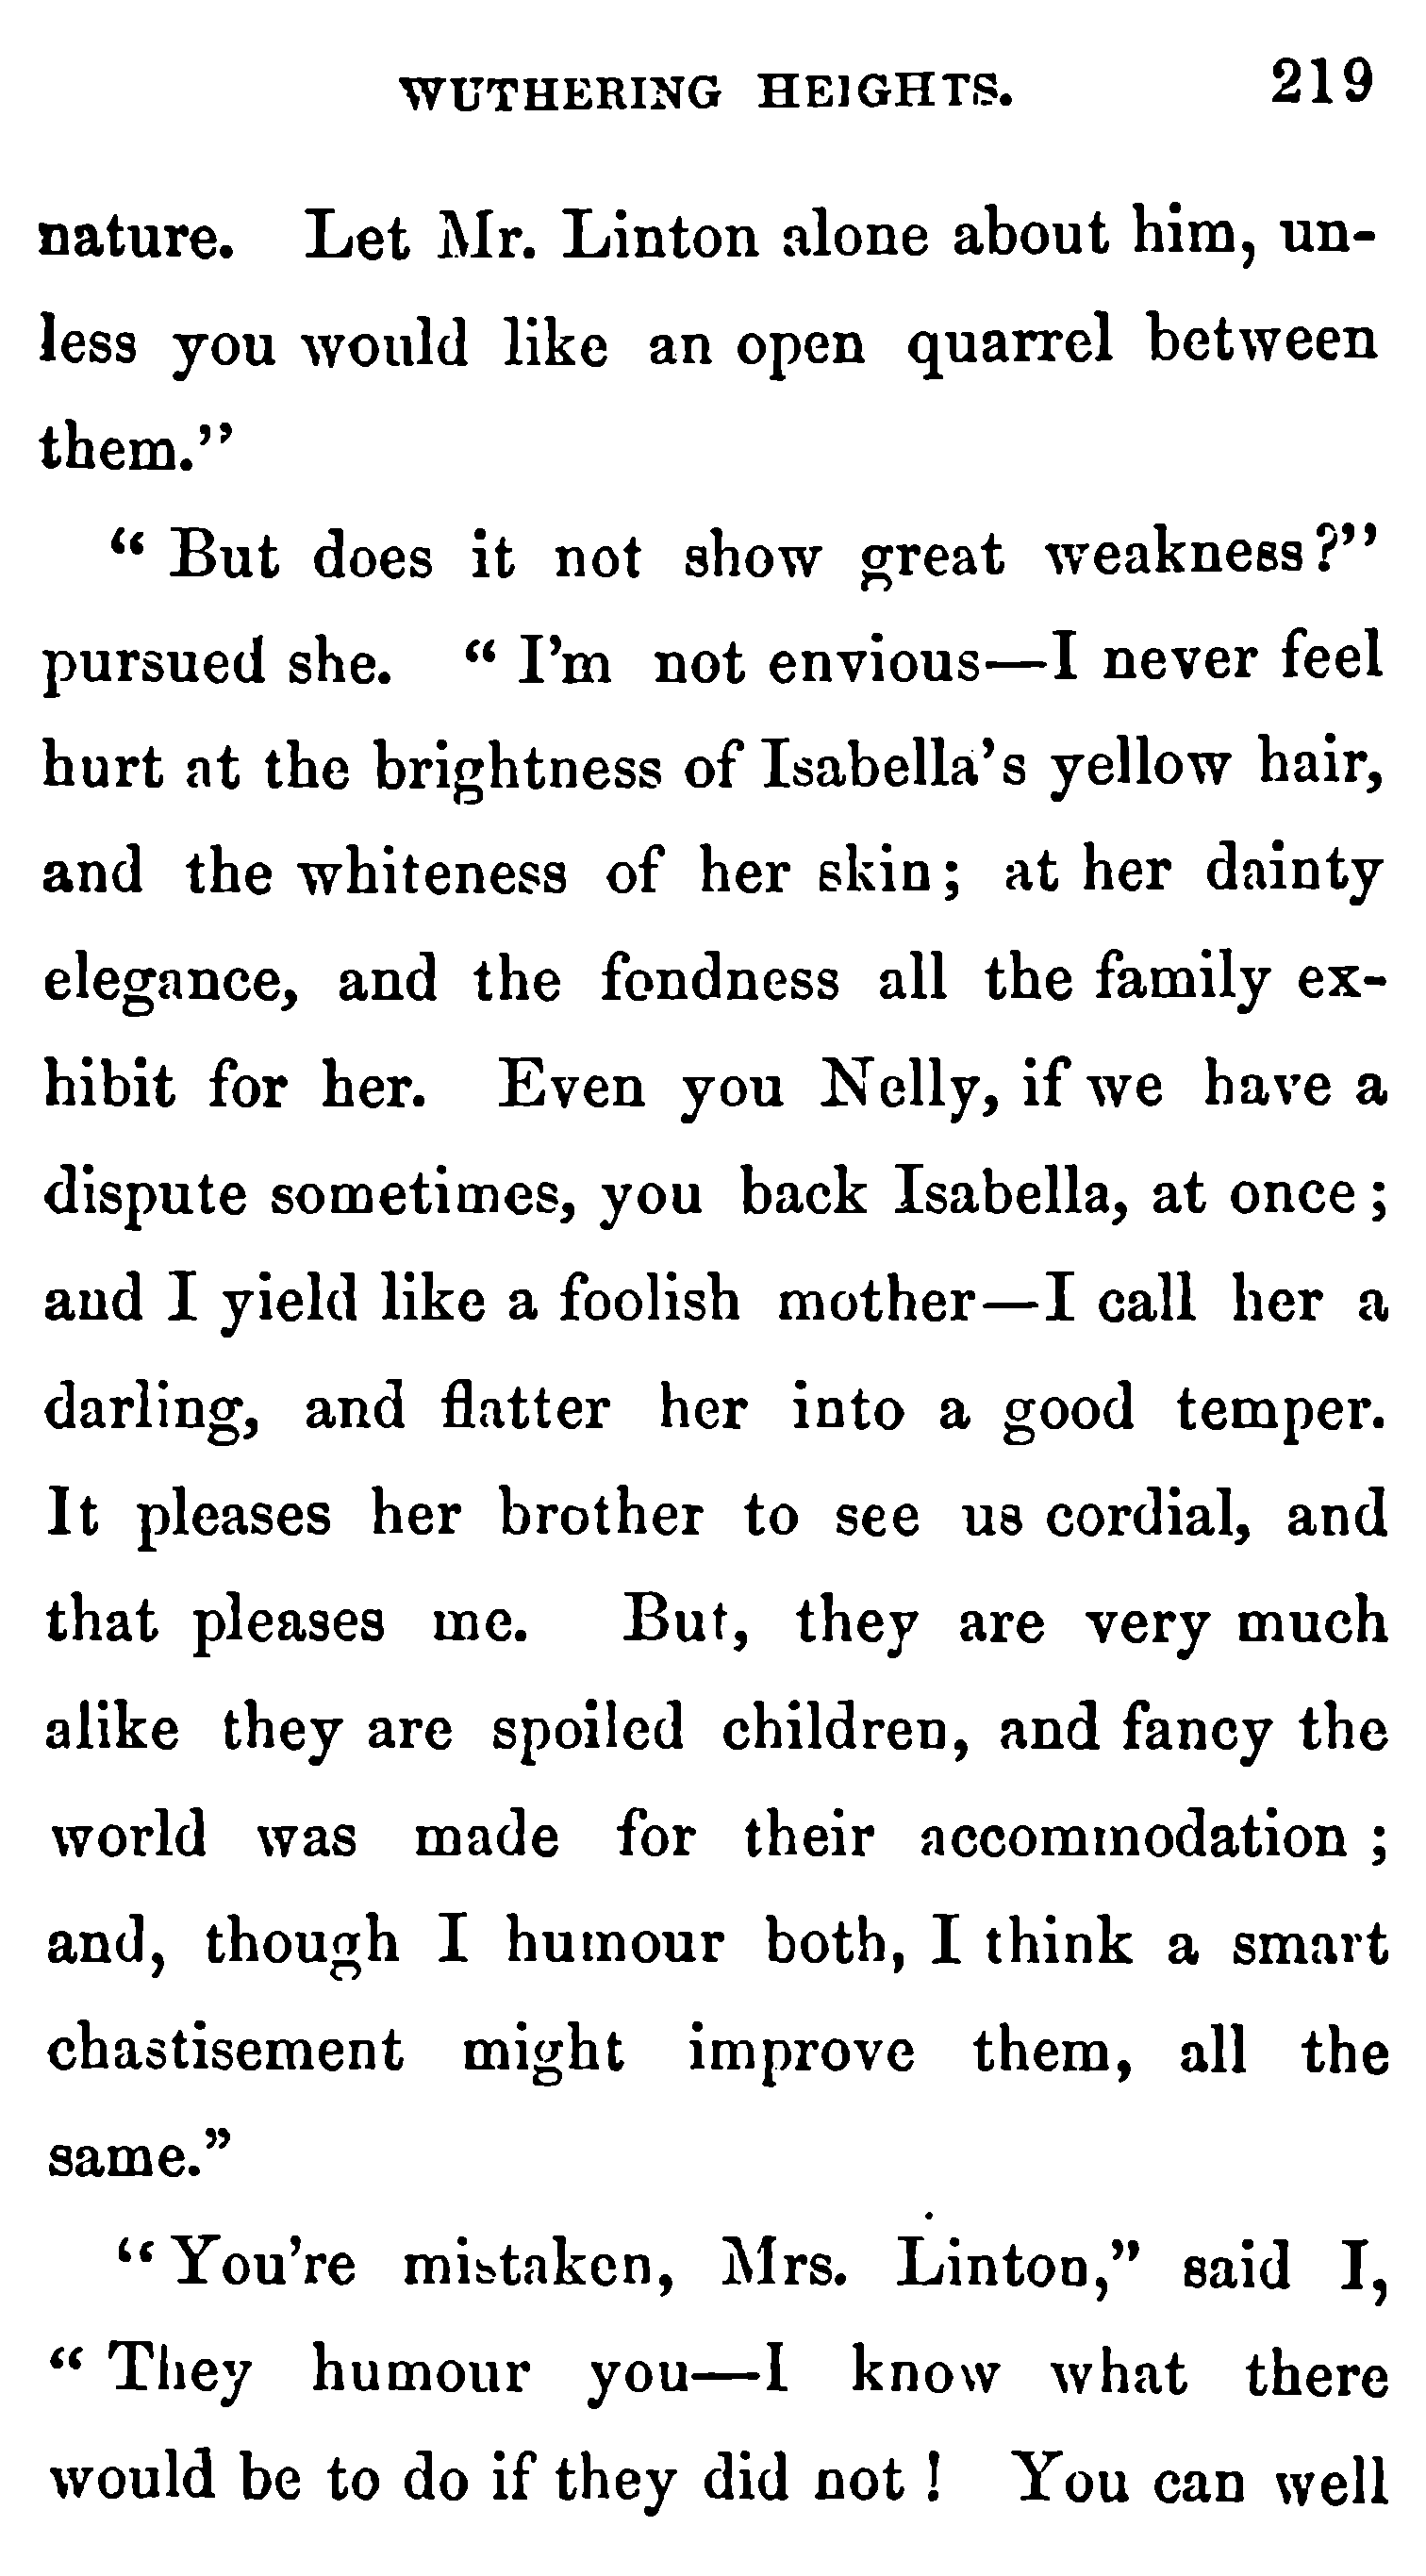 WUTHERING HEIGHTS. 219
nature. Let Mr. Linton alone about him, un-
less you would like an open quarrel between
them.''
“ But does it not show great weakness?''
pursued she. “ I'm not envious—I never feel
hurt at the brightness of Isabella's yellow hair,
and the whiteness of her skin; at her dainty
elegance, and the fondness all the family ex-
hibit for her. Even you Nelly, if we have a
dispute sometimes, you back Isabella, at once ;
and I yield like a foolish mother—I call her a
darling, and flatter her into a good temper.
It pleases her brother to see us cordial, and
that pleases me. But, they are very much
alike they are spoiled children, and fancy the
world was made for their accommodation ;
and, though I humour both, I think a smart
chastisement might improve them, all the
same.”
“ You're mistaken, Mrs. Linton,” said I,
“ They humour you—I know what there
would be to do if they did not ! You can well